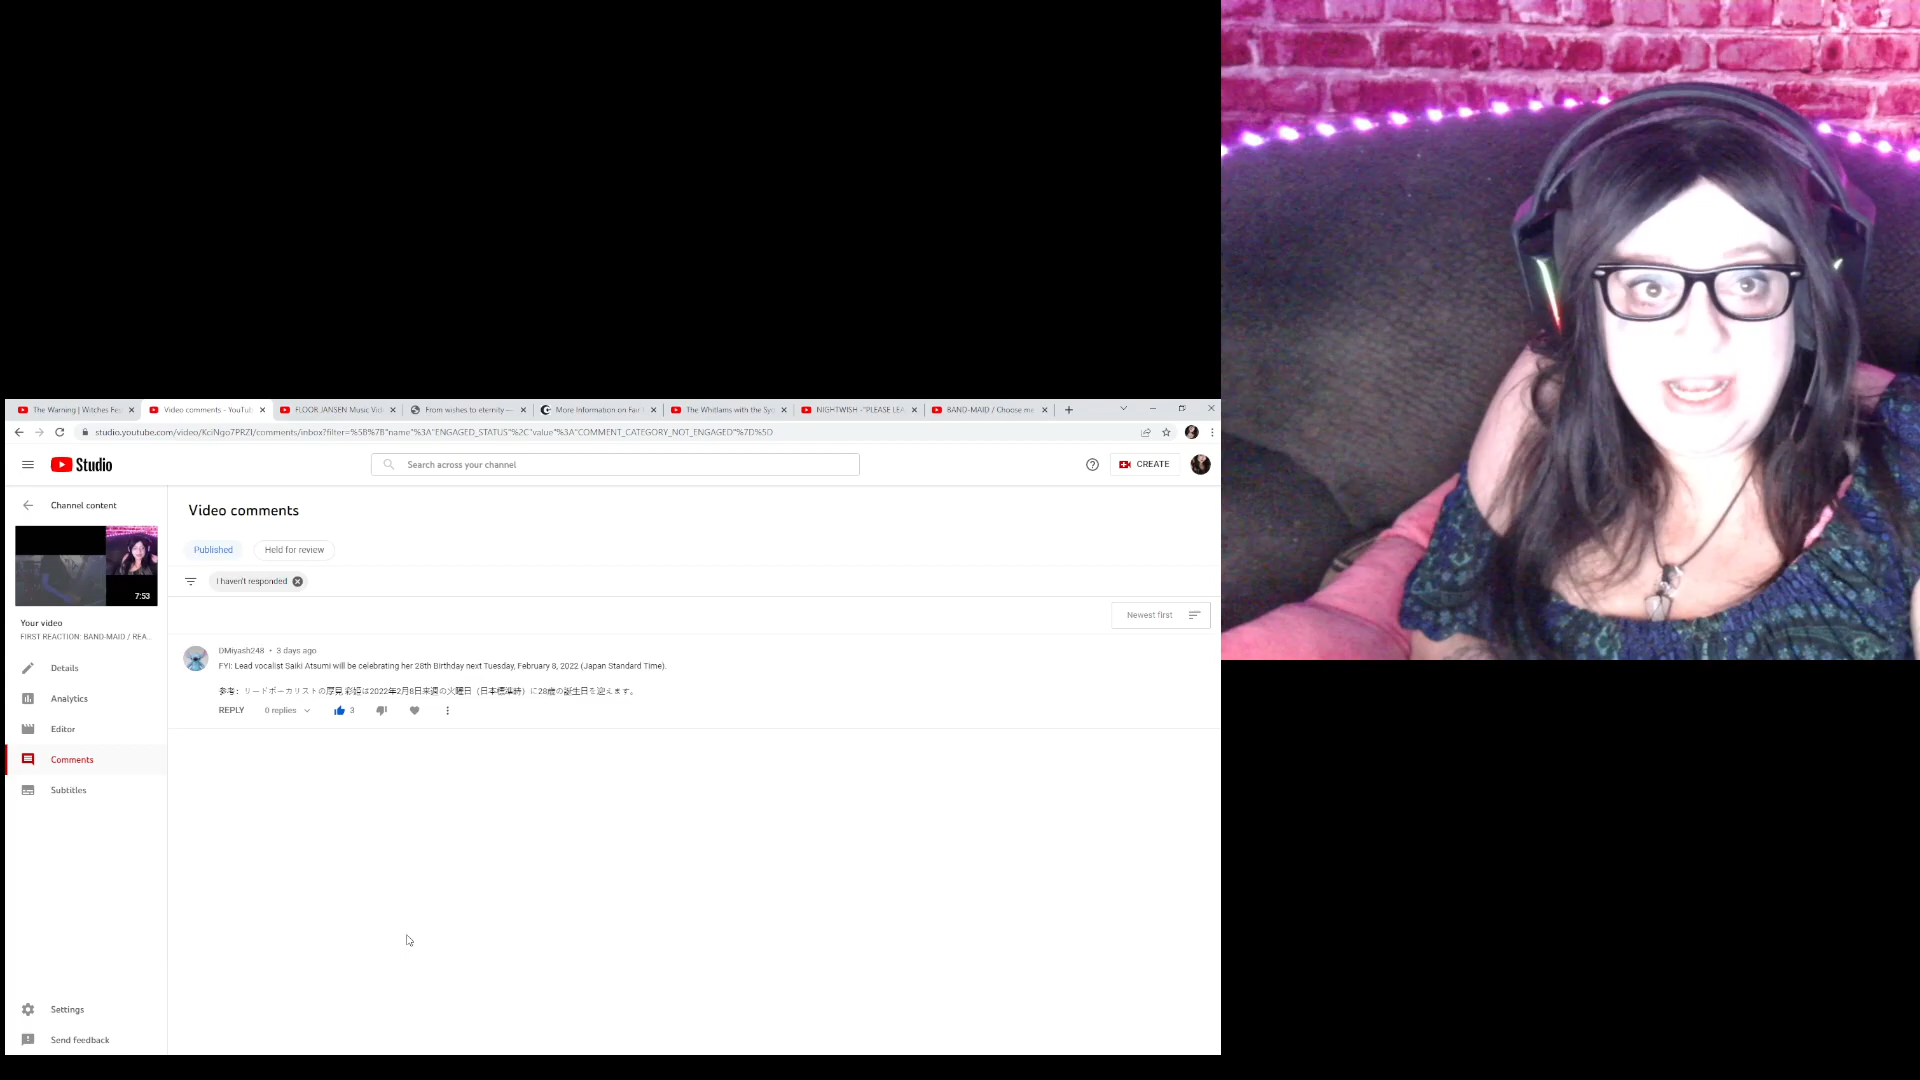 The Warning | Witches Fes
Video comments - YouTub
FLOOR JANSEN Music Vid
From wishes to eternity —
More Information on Fair
The Whitlams with the Sy
NIGHTWISH - "PLEASE LEA
BAND-MAID / Choose me
studio.youtube.com/video/KciNgo7PRZI/comments/inbox?filter=%5B%7B"name"%3A"ENGAGED_STATUS"%2C"value"%3A"COMMENT_CATEGORY_NOT_ENGAGED"%7D%5D
Studio
Search across your channel
CREATE
Channel content
7:53
Your video
FIRST REACTION: BAND-MAID / REA...
Details
Analytics
Editor
Comments
Subtitles
Settings
Send feedback
Video comments
Published
Held for review
I haven't responded
Newest first
DMiyash248 • 3 days ago
FYI: Lead vocalist Saiki Atsumi will be celebrating her 28th Birthday next Tuesday, February 8, 2022 (Japan Standard Time).
参考：リードボーカリストの厚見 彩姫は2022年2月8日来週の火曜日（日本標準時）に28歳の誕生日を迎えます。
REPLY 0 replies 3